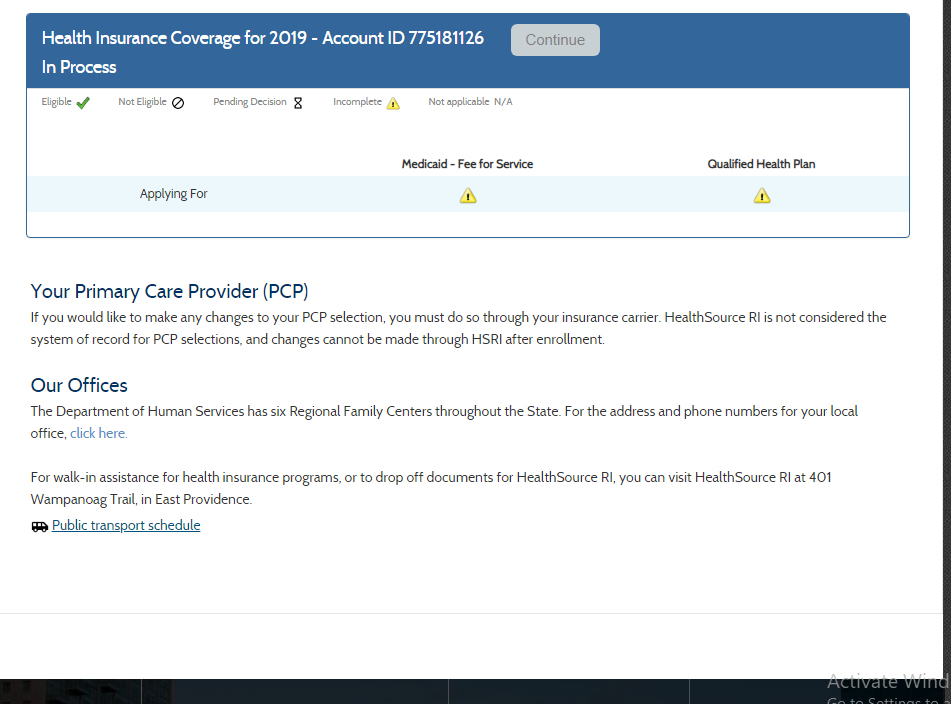 Health Insurance Coverage for 2019 - Account ID 775181126
Continue
In Process
Eligible
Not Eligible
Pending Decision
Incomplete
Not applicable N/A
Medicaid - Fee for Service
Qualified Health Plan
Applying For
Your Primary Care Provider (PCP)
If you would like to make any changes to your PCP selection, you must do so through your insurance carrier. HealthSource RI is not considered the
system of record for PCP selections, and changes cannot be made through HSRI after enrollment.
Our Offices
The Department of Human Services has six Regional Family Centers throughout the State. For the address and phone numbers for your local
office, click here.
For walk-in assistance for health insurance programs, or to drop off documents for HealthSource RI, you can visit HealthSource RI at 401
Wampanoag Trail, in East Providence.
Public transport schedule
Activate Wind
Go to Settings to a